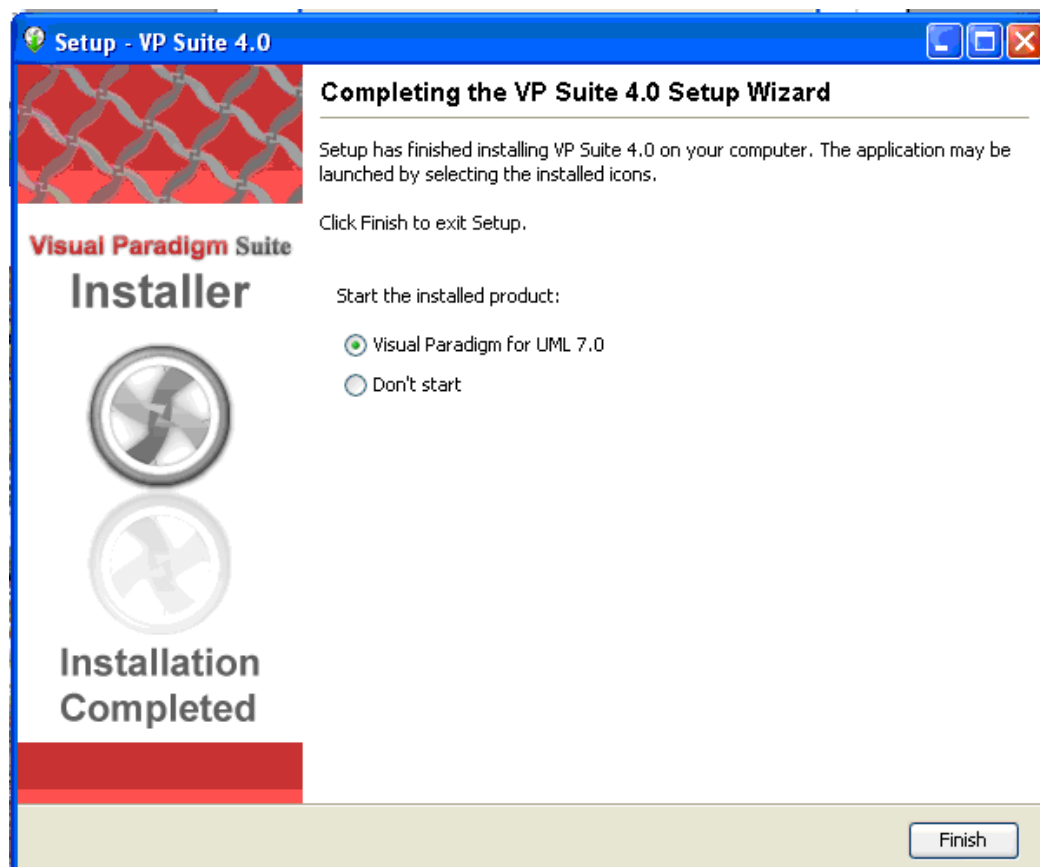 Setup - VP Suite 4.0
Completing the VP Suite 4.0 Setup Wizard
Setup has finished installing VP Suite 4.0 on your computer. The application may be
launched by selecting the installed icons.
Click Finish to exit Setup.
Visual Paradigm Suite
Installer
Start the installed product:
Visual Paradigm for UML 7.0
Don't start
Installation
Completed
Finish